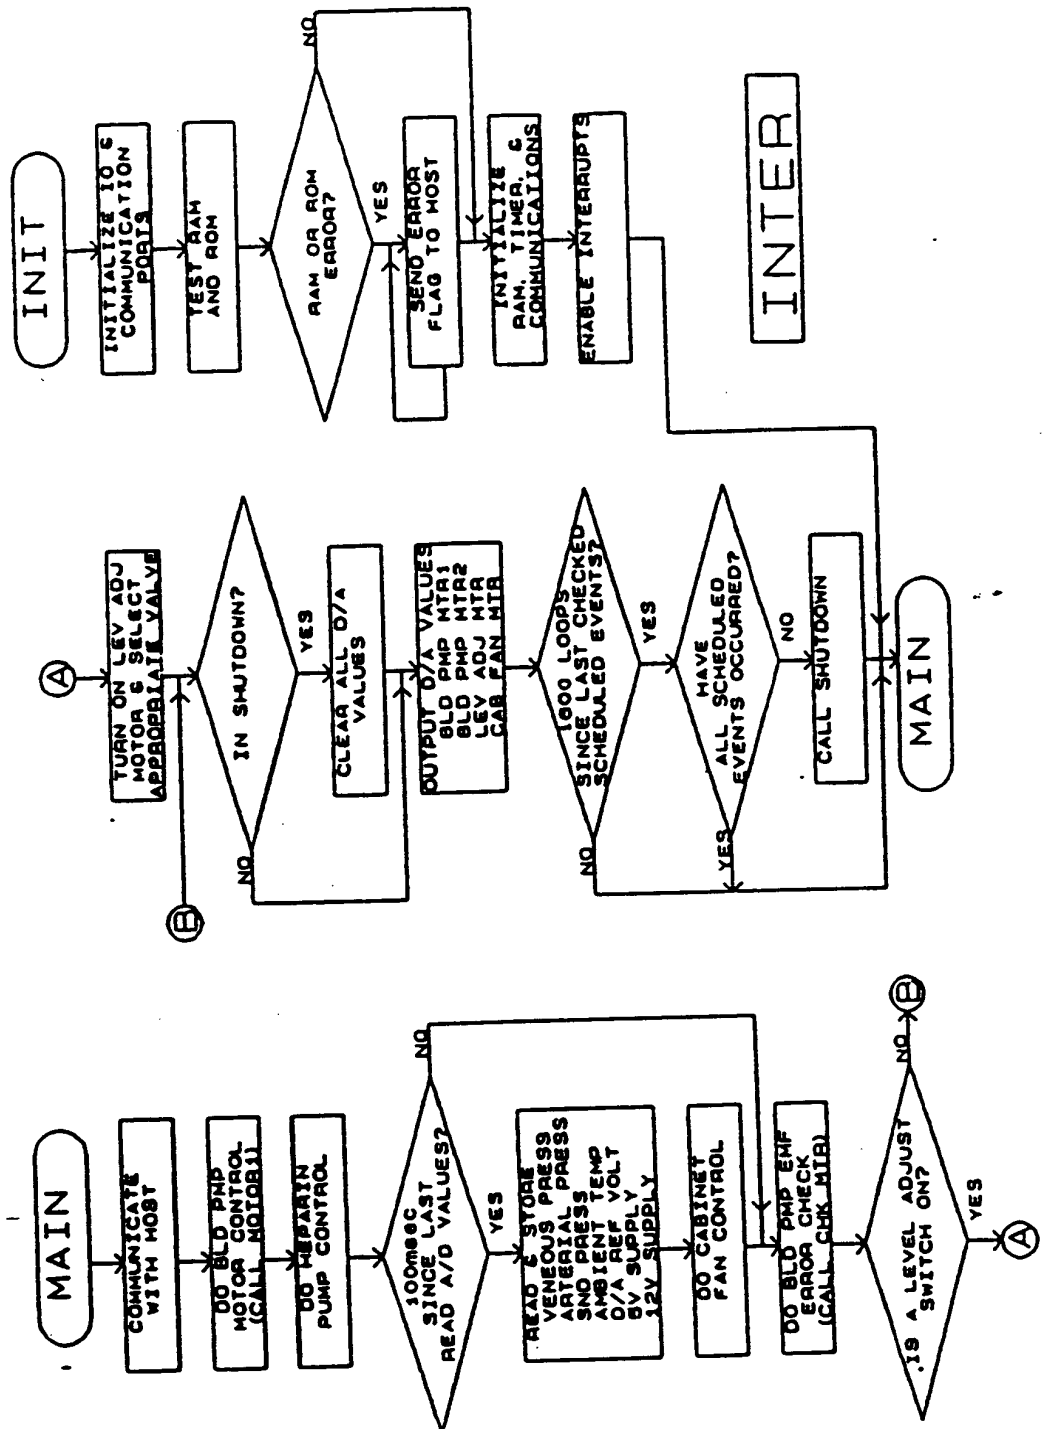 MAIN
COMMUNICATE
WITH HOST
DO BLD PMP
MOTOR CONTROL
(CALL MOTOR1)
DO HEPARIN
PUMP CONTROL
100msec
SINCE LAST
READ A/D VALUES?
NO
YES
READ & STORE
VENEOUS PRESS
ARTERIAL PRESS
SND PRESS
AMBIENT TEMP
D/A REF VOLT
5V SUPPLY
12V SUPPLY
DO CABINET
FAN CONTROL
DO BLD PMP EMF
ERROR CHECK
(CALL CHK MTR)
IS A LEVEL ADJUST
SWITCH ON?
NO
B
YES
A
A
TURN ON LEV ADJ
MOTOR & SELECT
APPROPRIATE VALVE
B
IN SHUTDOWN?
NO
YES
CLEAR ALL D/A
VALUES
OUTPUT D/A VALUES
BLD PMP MTR1
BLD PMP MTR2
LEV ADJ MTR
CAB FAN MTR
1800 LOOPS
SINCE LAST CHECKED
SCHEDULED EVENTS?
NO
YES
HAVE
ALL SCHEDULED
EVENTS OCCURRED?
YES
NO
CALL SHUTDOWN
MAIN
INIT
INITIALIZE IO &
COMMUNICATION
PORTS
TEST RAM
AND ROM
RAM OR ROM
ERROR?
NO
YES
SEND ERROR
FLAG TO HOST
INITIALIZE
RAM, TIMER, &
COMMUNICATIONS
ENABLE INTERRUPTS
INTER